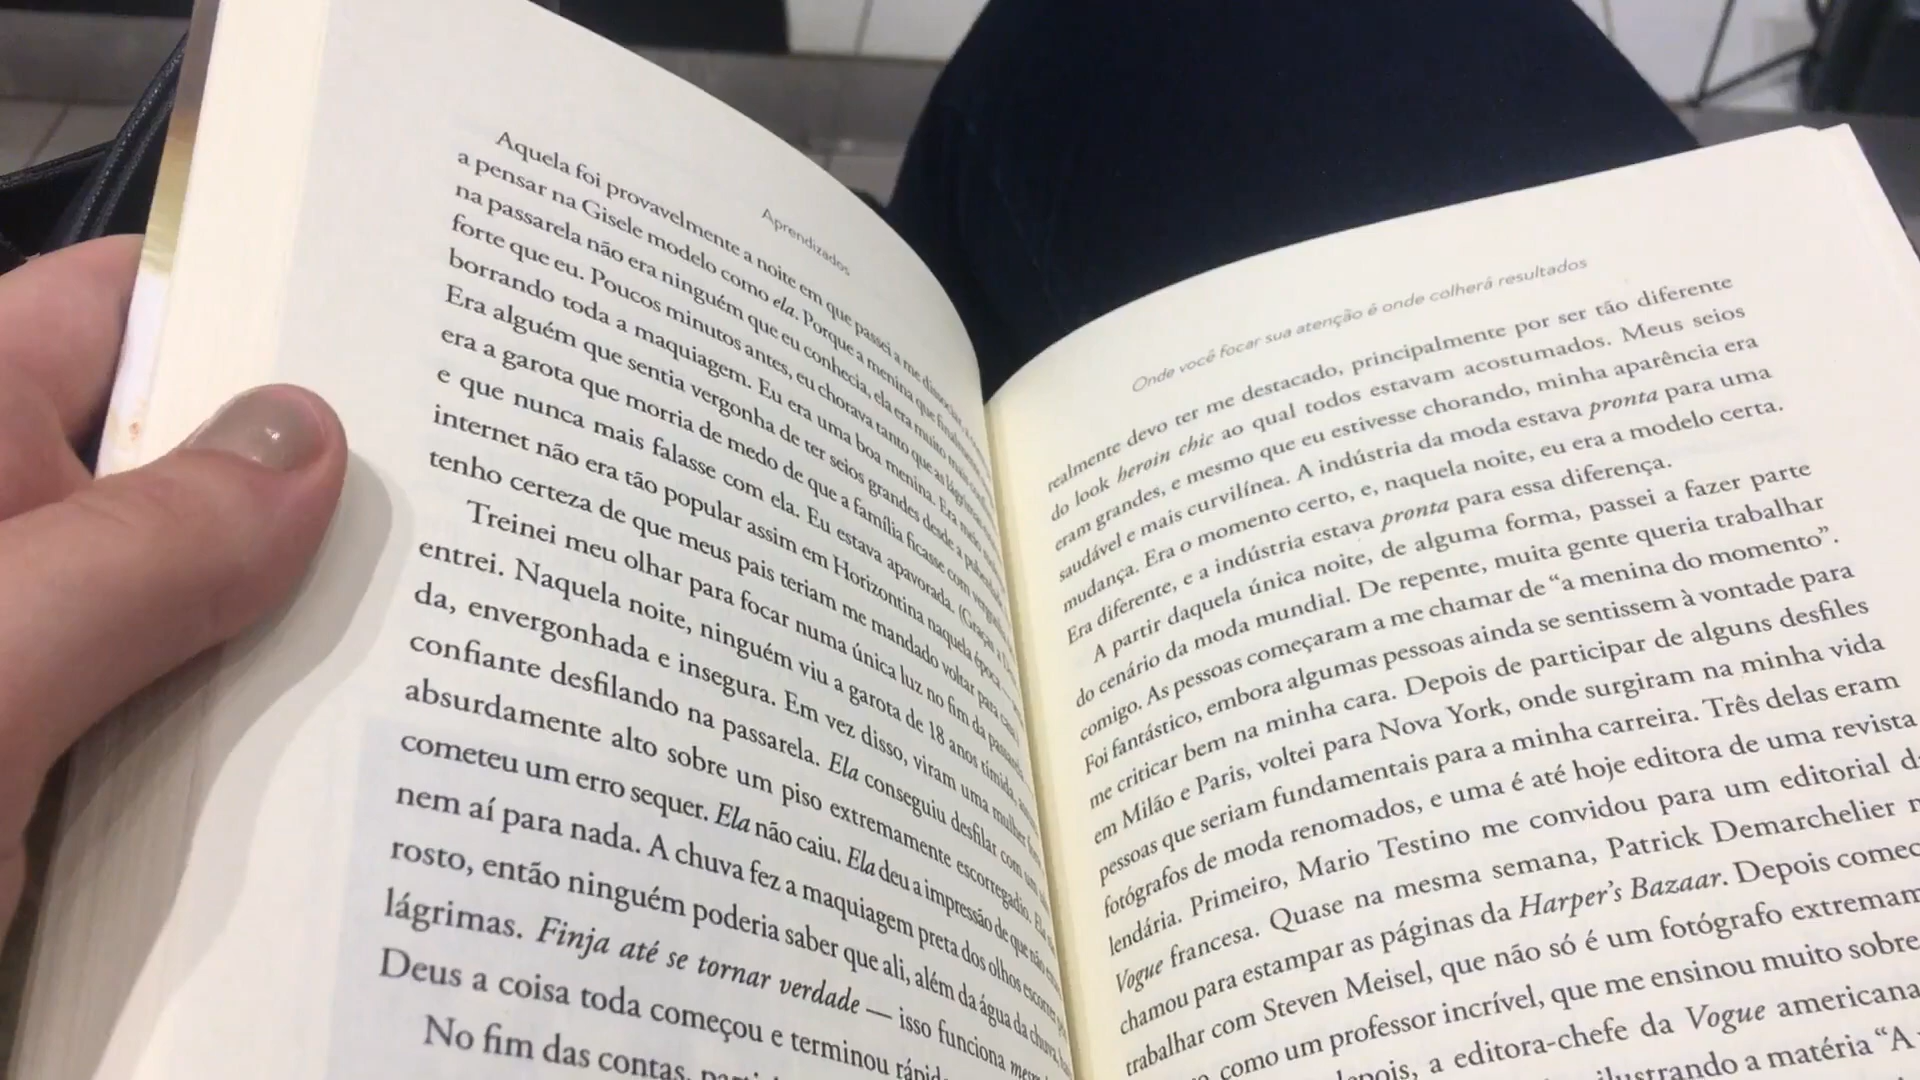 Aprendizados
Aquela foi provavelmente a noite em que passei a me dissociar
a pensar na Gisele modelo como ela. Porque a menina que finalmente
na passarela não era ninguém que eu conhecia, ela era muito mais
forte que eu. Poucos minutos antes, eu chorava tanto que as lágrimas
borrando toda a maquiagem. Eu era uma boa menina. Era meio
Era alguém que sentia vergonha de ter seios grandes desde a
era a garota que morria de medo de que a família ficasse com vergonha
e que nunca mais falasse com ela. Eu estava apavorada. (Graças a
internet não era tão popular assim em Horizontina naquela época —
tenho certeza de que meus pais teriam me mandado voltar para casa.)
Treinei meu olhar para focar numa única luz no fim da passarela
entrei. Naquela noite, ninguém viu a garota de 18 anos tímida,
da, envergonhada e insegura. Em vez disso, viram uma mulher
confiante desfilando na passarela. Ela conseguiu desfilar com um
absurdamente alto sobre um piso extremamente escorregadio. Ela
cometeu um erro sequer. Ela não caiu. Ela deu a impressão de que não
nem aí para nada. A chuva fez a maquiagem preta dos olhos escorrer
rosto, então ninguém poderia saber que ali, além da água da chuva,
lágrimas. Finja até se tornar verdade — isso funciona
Deus a coisa toda começou e terminou
No fim das contas,
Onde você focar sua atenção é onde colherá resultados
realmente devo ter me destacado, principalmente por ser tão diferente
do look heroin chic ao qual todos estavam acostumados. Meus seios
eram grandes, e mesmo que eu estivesse chorando, minha aparência era
saudável e mais curvilínea. A indústria da moda estava pronta para uma
mudança. Era o momento certo, e, naquela noite, eu era a modelo certa.
Era diferente, e a indústria estava pronta para essa diferença.
A partir daquela única noite, de alguma forma, passei a fazer parte
do cenário da moda mundial. De repente, muita gente queria trabalhar
comigo. As pessoas começaram a me chamar de “a menina do momento”.
Foi fantástico, embora algumas pessoas ainda se sentissem à vontade para
me criticar bem na minha cara. Depois de participar de alguns desfiles
em Milão e Paris, voltei para Nova York, onde surgiram na minha vida
pessoas que seriam fundamentais para a minha carreira. Três delas eram
fotógrafos de moda renomados, e uma é até hoje editora de uma revista
lendária. Primeiro, Mario Testino me convidou para um editorial
Vogue francesa. Quase na mesma semana, Patrick Demarchelier
chamou para estampar as páginas da Harper’s Bazaar. Depois
trabalhar com Steven Meisel, que não só é um fotógrafo
como um professor incrível, que me ensinou muito sobre
a editora-chefe da Vogue americana
a matéria “A